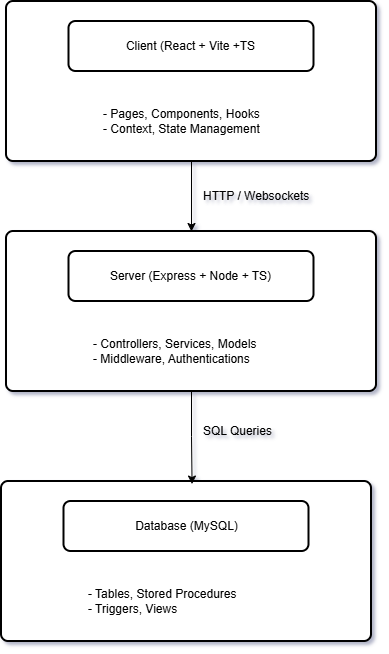 Client (React + Vite +TS
- Pages, Components, Hooks
- Context, State Management
HTTP / Websockets
Server (Express + Node + TS)
- Controllers, Services, Models
- Middleware, Authentications
SQL Queries
Database (MySQL)
- Tables, Stored Procedures
- Triggers, Views